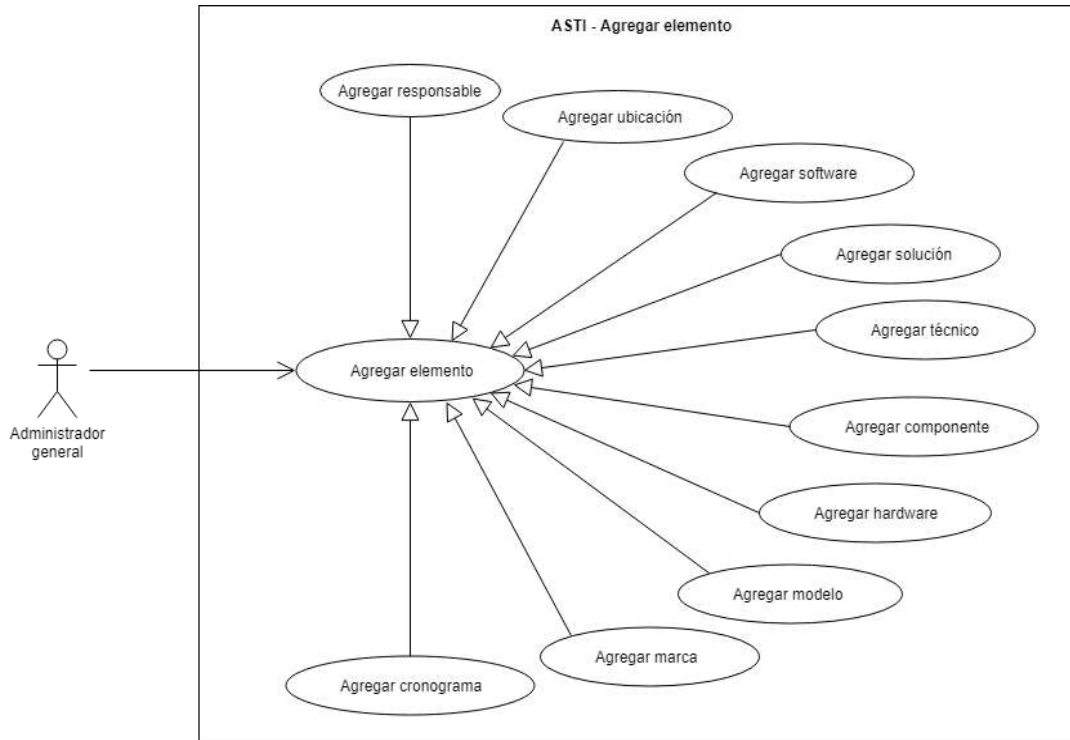 ASTI - Agregar elemento
Agregar responsable
Agregar ubicación
Agregar software
Agregar solución
Agregar técnico
Agregar elemento
Administrador
general
Agregar componente
Agregar hardware
Agregar modelo
Agregar marca
Agregar cronograma